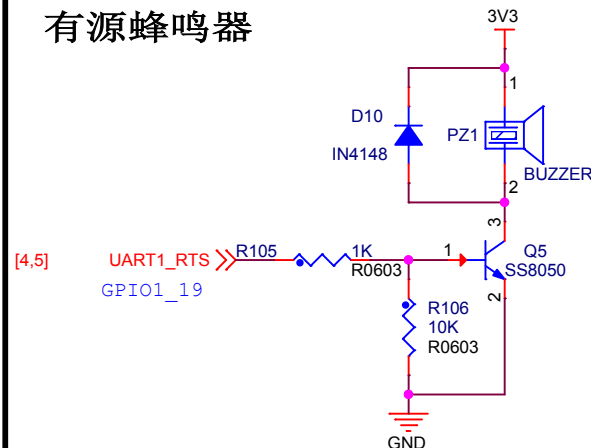 有源蜂鸣器
3V3
1
D10
PZ1
IN4148
BUZZER
2
3
[4,5]
UART1_RTS
R105
1K
1
Q5
R0603
SS8050
GPIO1_19
2
R106
10K
R0603
GND